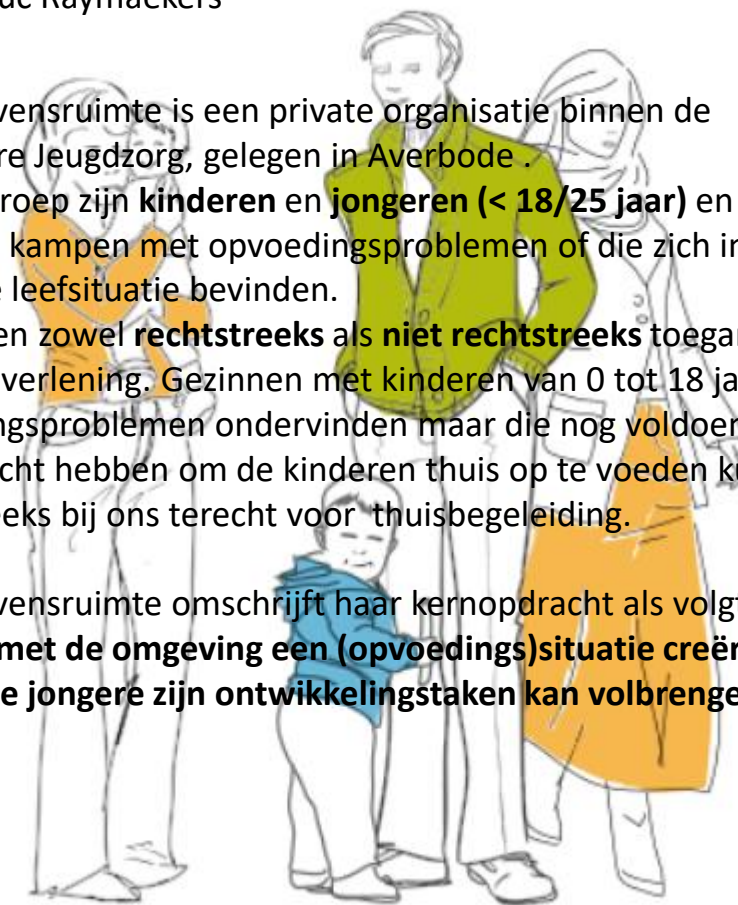 uc Raymaekers
vensruimte is een private organisatie binnen de
re Jeugdzorg, gelegen in Averbode .
roep zijn kinderen en jongeren (< 18/25 jaar) en
kampen met opvoedingsproblemen of die zich in
e leefsituatie bevinden.
en zowel rechtstreeks als niet rechtstreeks toegan
verlening. Gezinnen met kinderen van 0 tot 18 ja
ngsproblemen ondervinden maar die nog voldoen
cht hebben om de kinderen thuis op te voeden ku
eeks bij ons terecht voor thuisbegeleiding.
vensruimte omschrijft haar kernopdracht als volgt
met de omgeving een (opvoedings)situatie creër
e jongere zijn ontwikkelingstaken kan volbrenge